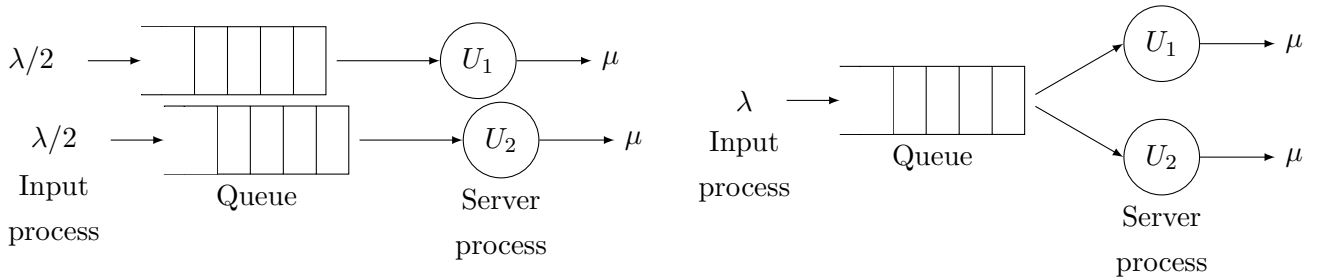 λ/2
U₁
μ
λ/2
U₂
μ
Input
process
Queue
Server
process
λ
Input
process
Queue
U₁
μ
U₂
μ
Server
process